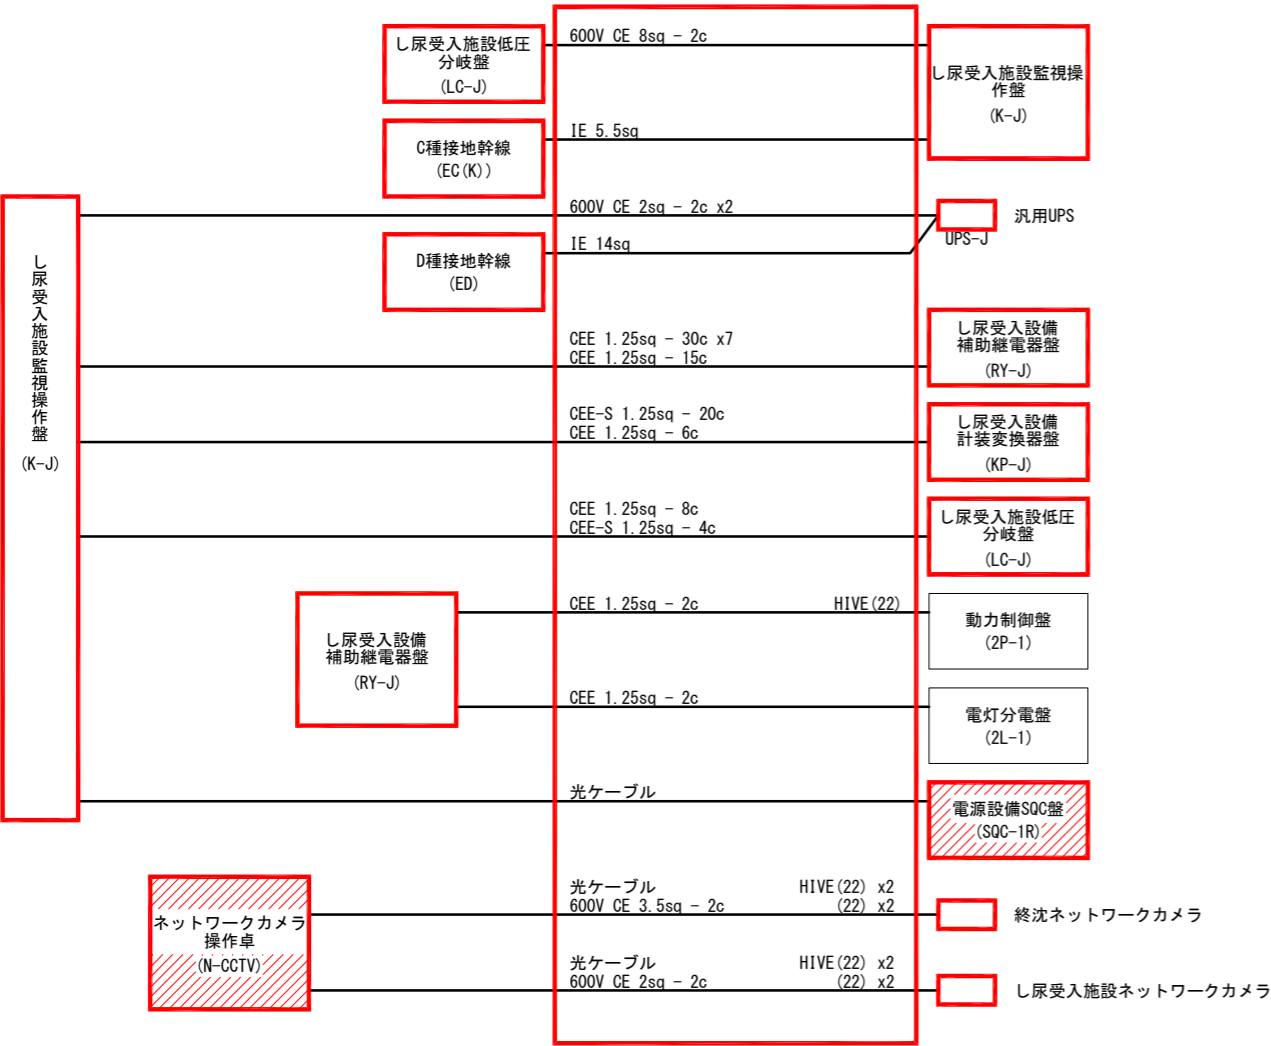 し尿受入施設低圧
分岐盤
(LC-J)
600V CE 8sq - 2c
し尿受入施設監視操
作盤
(K-J)
C種接地幹線
(EC(K))
IE 5.5sq
600V CE 2sq - 2c x2
汎用UPS
UPS-J
D種接地幹線
(ED)
IE 14sq
し尿受入施設監視操作盤
(K-J)
CEE 1.25sq - 30c x7
CEE 1.25sq - 15c
し尿受入設備
補助継電器盤
(RY-J)
CEE-S 1.25sq - 20c
CEE 1.25sq - 6c
し尿受入設備
計装変換器盤
(KP-J)
CEE 1.25sq - 8c
CEE-S 1.25sq - 4c
し尿受入施設低圧
分岐盤
(LC-J)
し尿受入設備
補助継電器盤
(RY-J)
CEE 1.25sq - 2c
HIVE(22)
動力制御盤
(2P-1)
CEE 1.25sq - 2c
電灯分電盤
(2L-1)
光ケーブル
電源設備SQC盤
(SQC-1R)
ネットワークカメラ
操作卓
(N-CCTV)
光ケーブル HIVE(22) x2
600V CE 3.5sq - 2c (22) x2
終沈ネットワークカメラ
光ケーブル HIVE(22) x2
600V CE 2sq - 2c (22) x2
し尿受入施設ネットワークカメラ